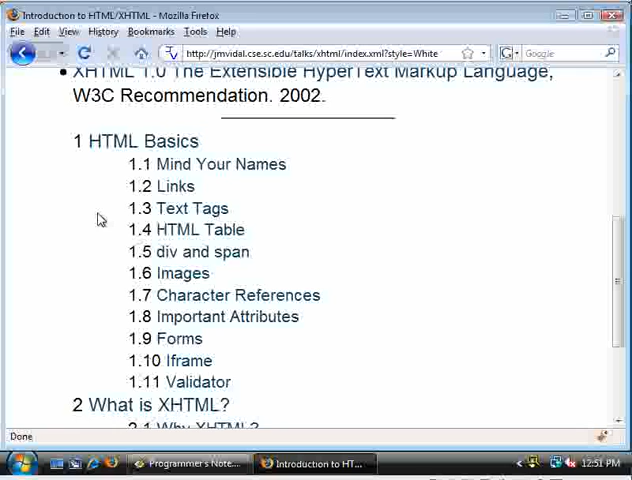 Introduction to HTML/XHTML - Mozilla Firefox
File Edit View History Bookmarks Tools Help
http://jmvidal.cse.sc.edu/talks/xhtml/index.xml?style=White
Google
XHTML 1.0 The Extensible HyperText Markup Language,
W3C Recommendation. 2002.
1 HTML Basics
1.1 Mind Your Names
1.2 Links
1.3 Text Tags
1.4 HTML Table
1.5 div and span
1.6 Images
1.7 Character References
1.8 Important Attributes
1.9 Forms
1.10 Iframe
1.11 Validator
2 What is XHTML?
2.1 Why XHTML?
Done
Programmer's Note...
Introduction to HT...
12:51 PM